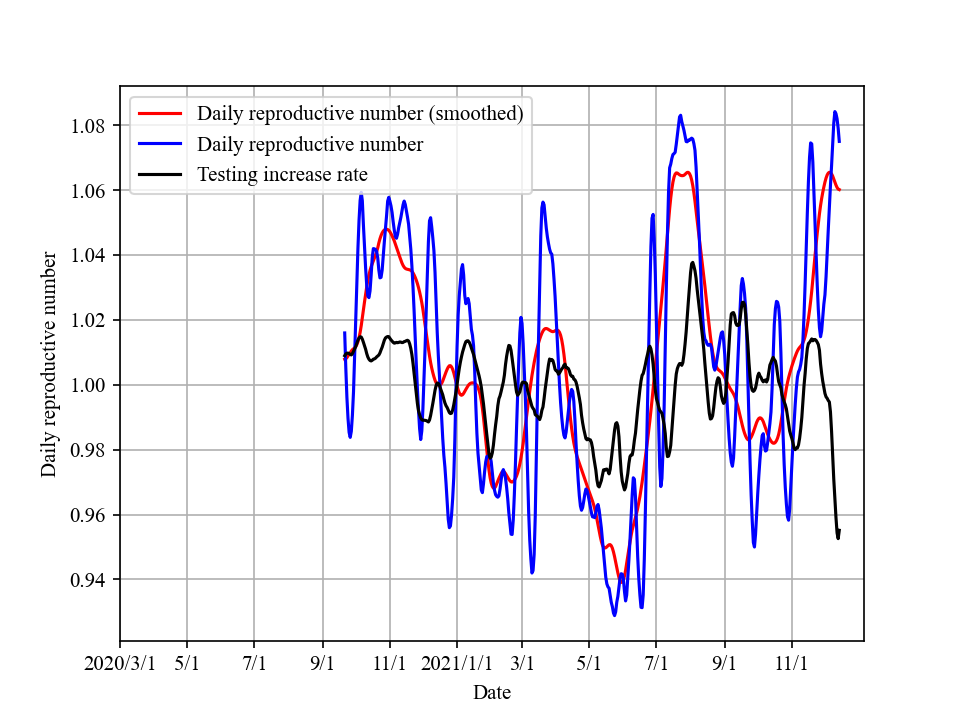 Daily reproductive number (smoothed)
Daily reproductive number
Testing increase rate
1.08
1.06
1.04
1.02
1.00
0.98
0.96
0.94
Daily reproductive number
2020/3/1 5/1 7/1 9/1 11/1 2021/1/1 3/1 5/1 7/1 9/1 11/1
Date